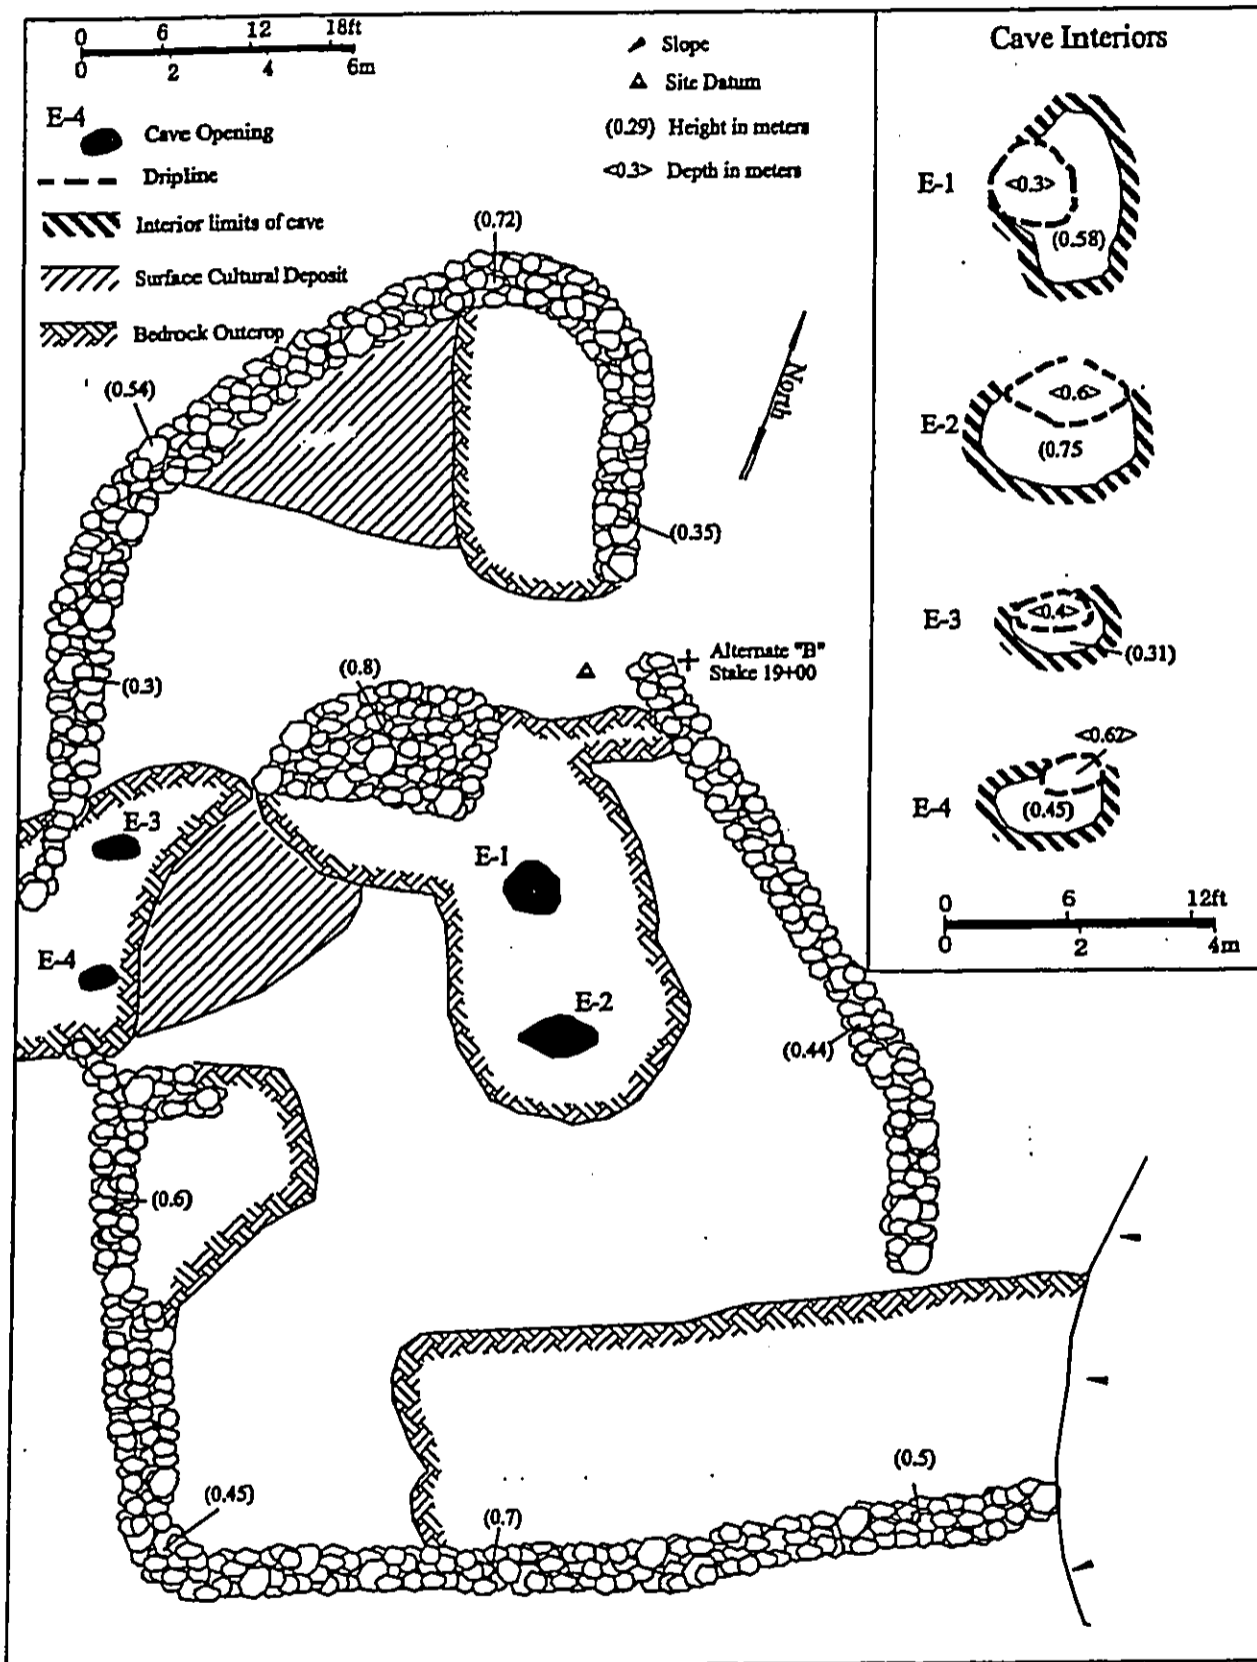 0 6 12 18ft
0 2 4 6m
E-4
Cave Opening
Dripline
Interior limits of cave
Surface Cultural Deposit
Bedrock Outcrop
Slope
Site Datum
(0.29) Height in meters
<0.3> Depth in meters
(0.72)
(0.54)
North
(0.35)
(0.3)
(0.8)
Alternate "B"
Stake 19+00
E-3
E-1
E-4
E-2
(0.44)
(0.6)
(0.45)
(0.7)
(0.5)
Cave Interiors
E-1
<0.3>
(0.58)
E-2
<0.6>
(0.75
E-3
<0.4>
(0.31)
<0.62>
E-4
(0.45)
0 6 12ft
0 2 4m